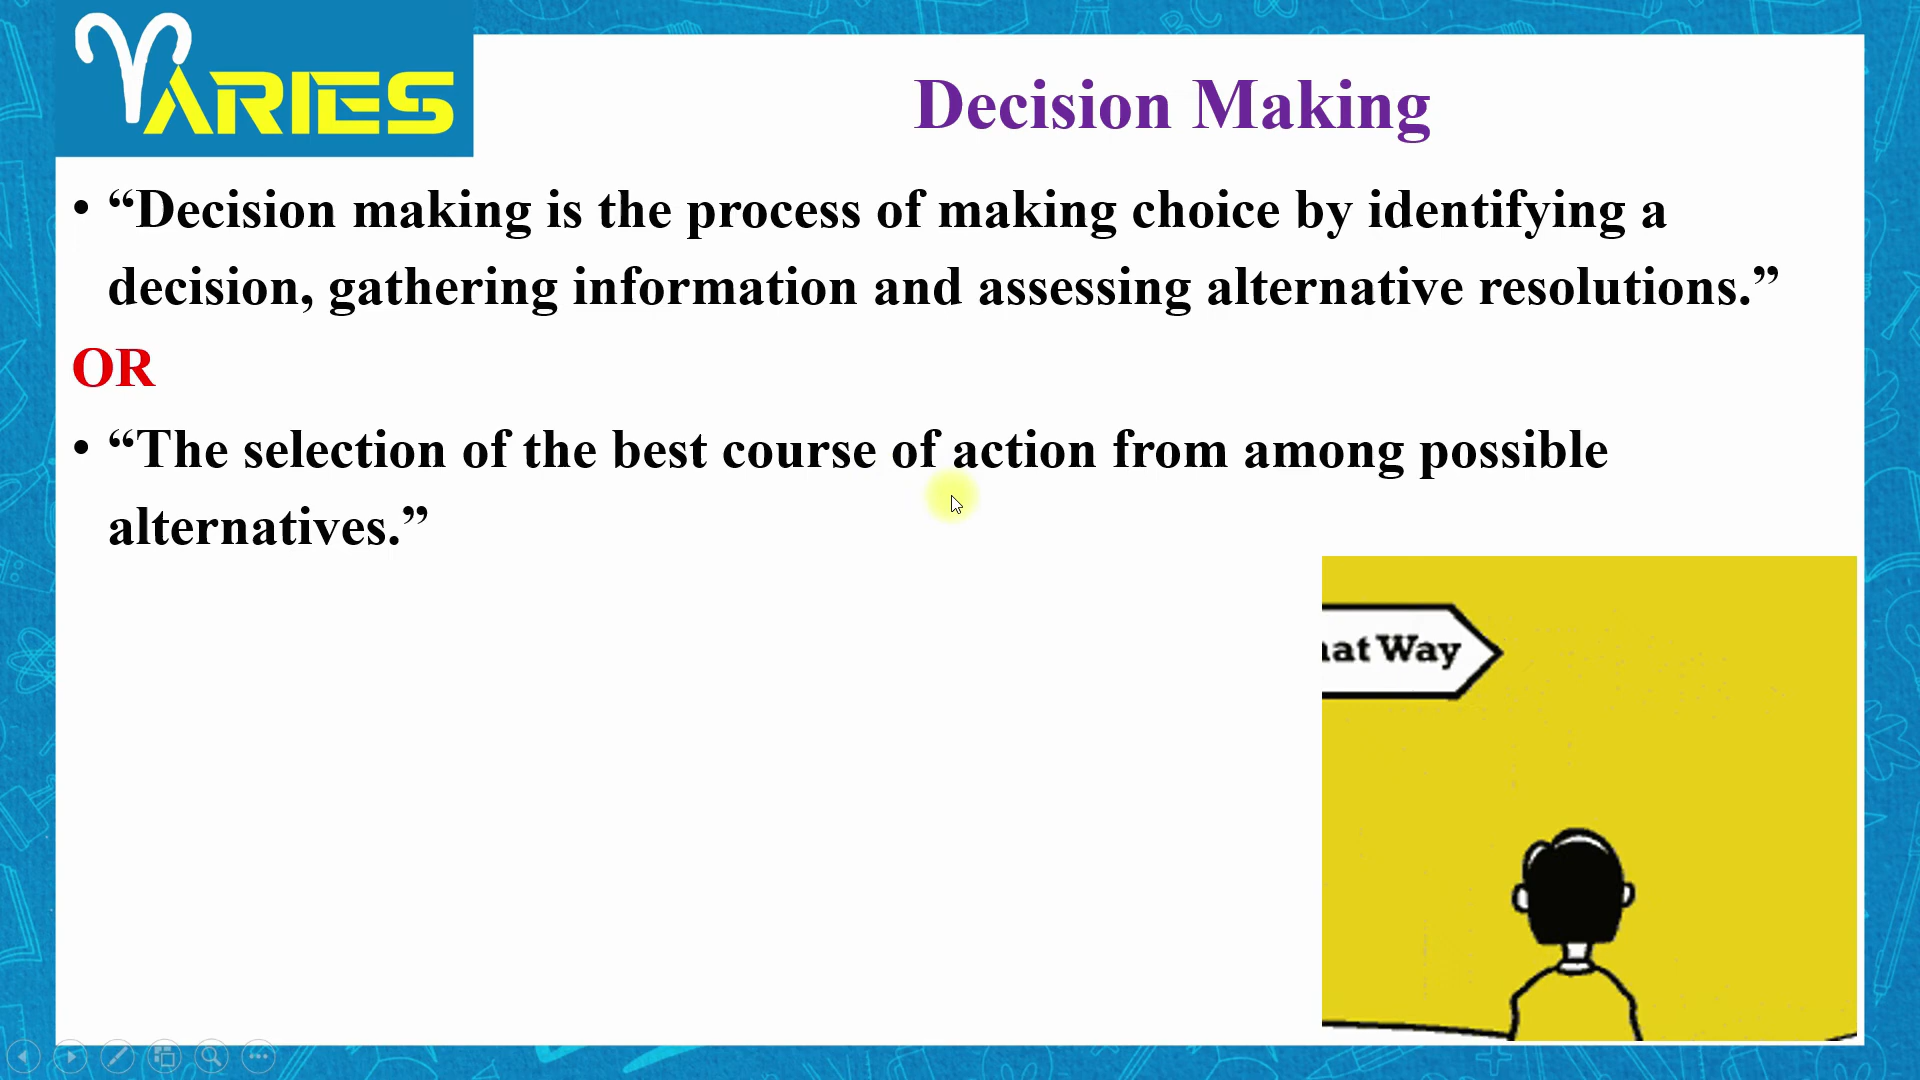 ARIES
Decision Making
• “Decision making is the process of making choice by identifying a
decision, gathering information and assessing alternative resolutions.”
OR
• “The selection of the best course of action from among possible
alternatives.”
Way